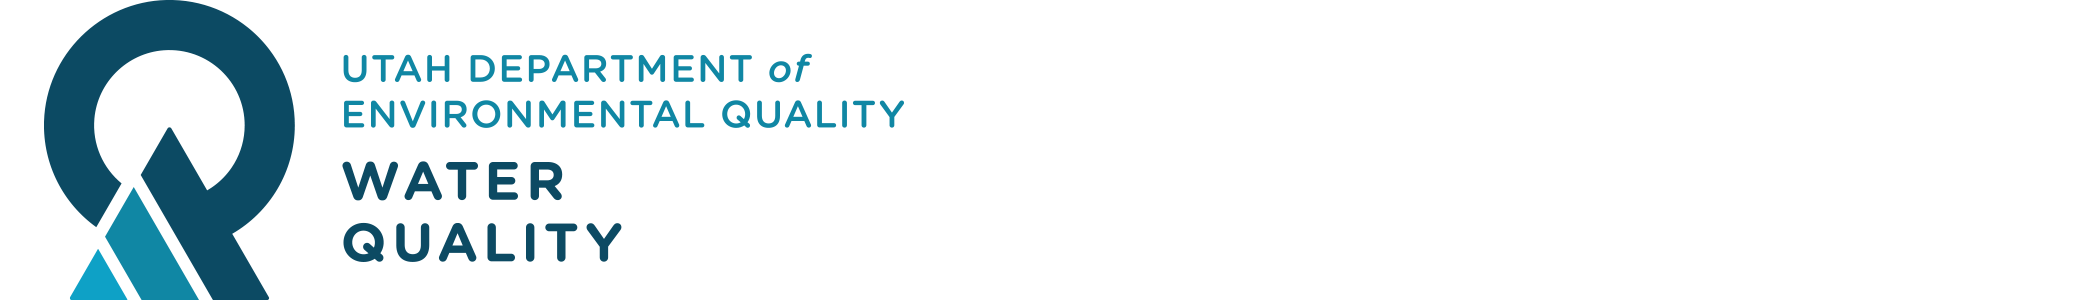 UTAH DEPARTMENT of
ENVIRONMENTAL QUALITY
WATER
QUALITY